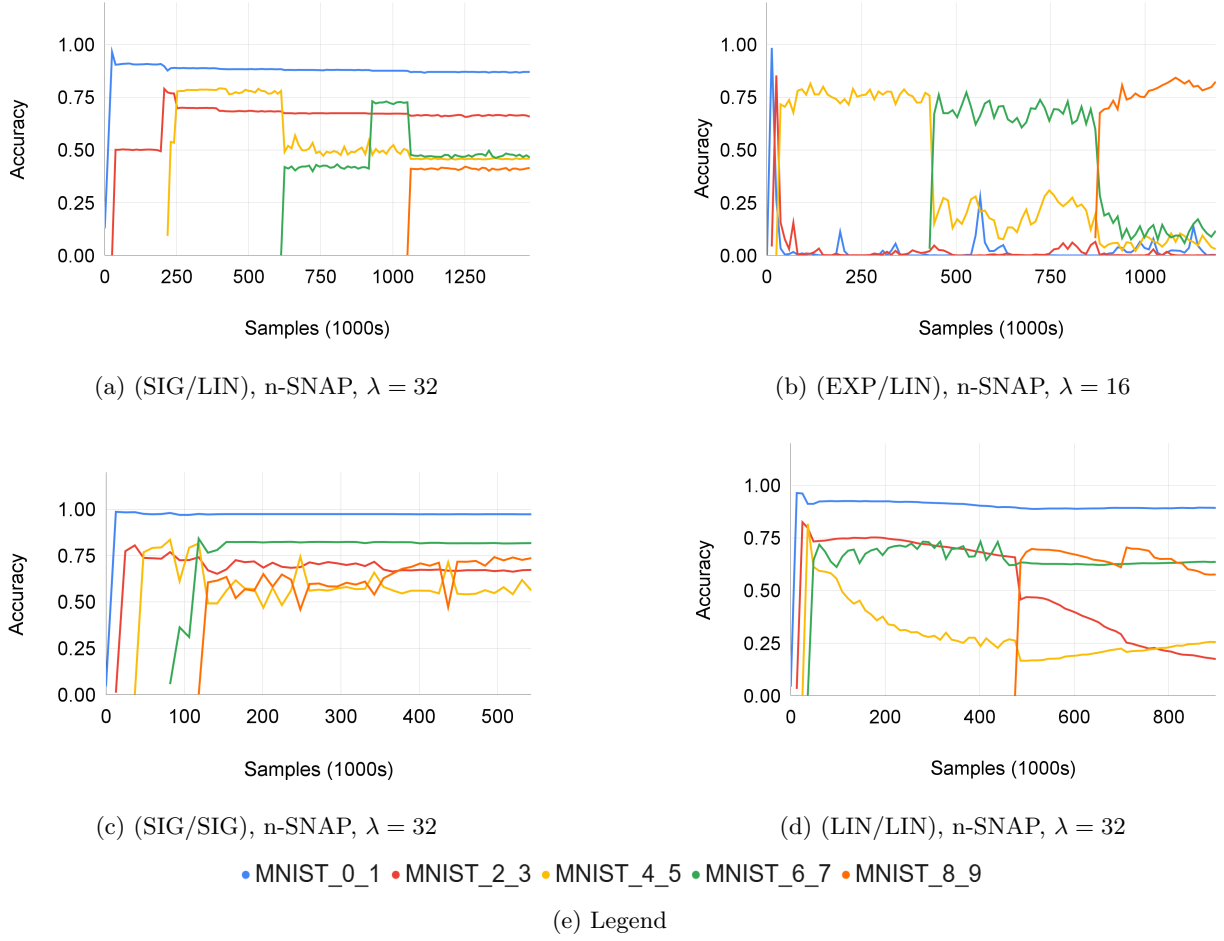 1.00
0.75
0.50
0.25
0.00
Accuracy
0 250 500 750 1000 1250
Samples (1000s)
(a) (SIG/LIN), n-SNAP, λ = 32
1.00
0.75
0.50
0.25
0.00
Accuracy
0 250 500 750 1000
Samples (1000s)
(b) (EXP/LIN), n-SNAP, λ = 16
1.00
0.75
0.50
0.25
0.00
Accuracy
0 100 200 300 400 500
Samples (1000s)
(c) (SIG/SIG), n-SNAP, λ = 32
1.00
0.75
0.50
0.25
0.00
Accuracy
0 200 400 600 800
Samples (1000s)
(d) (LIN/LIN), n-SNAP, λ = 32
MNIST_0_1 MNIST_2_3 MNIST_4_5 MNIST_6_7 MNIST_8_9
(e) Legend